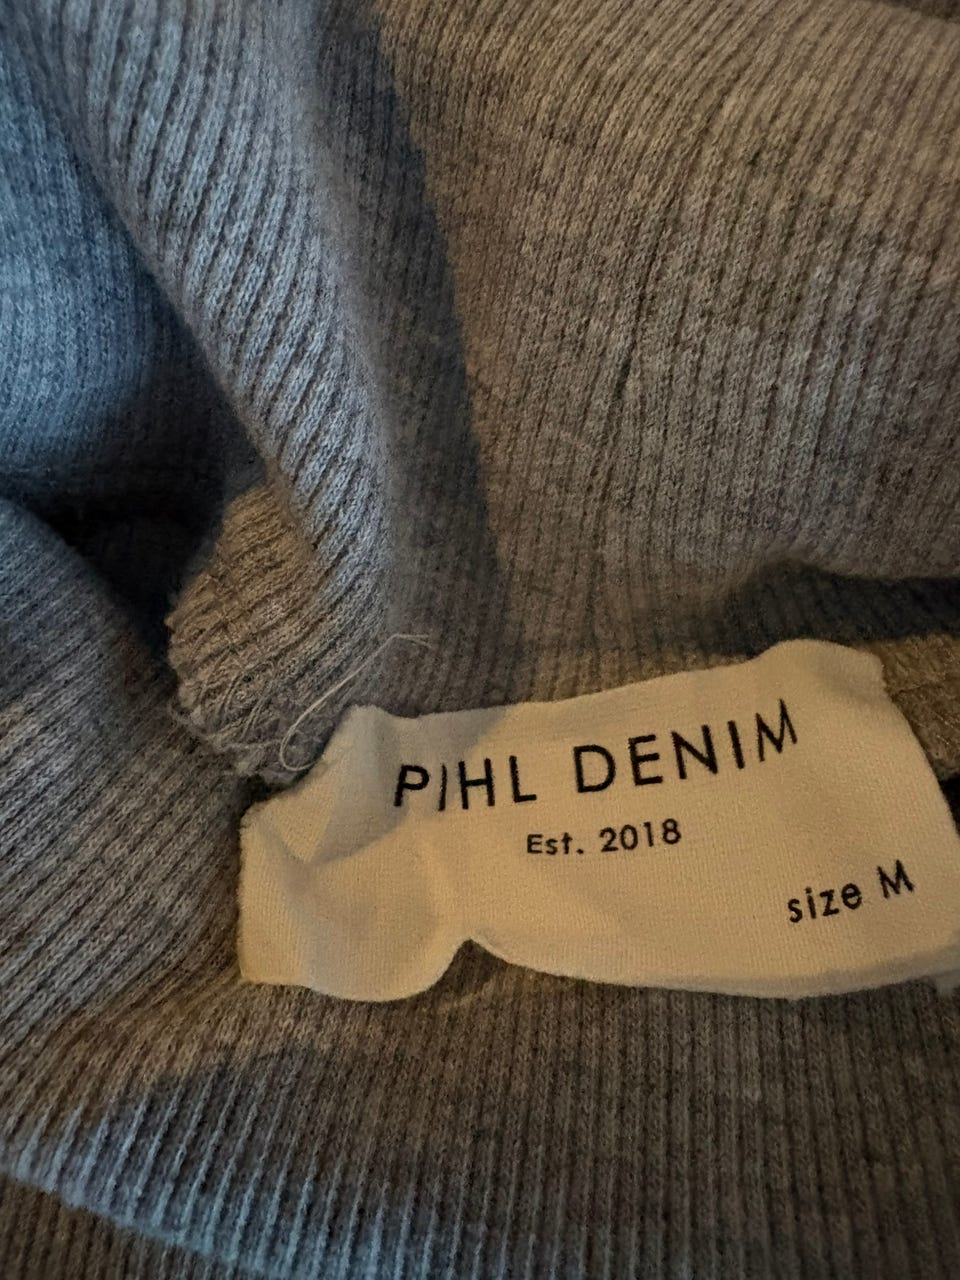 PIHL DENIM
Est. 2018
size M